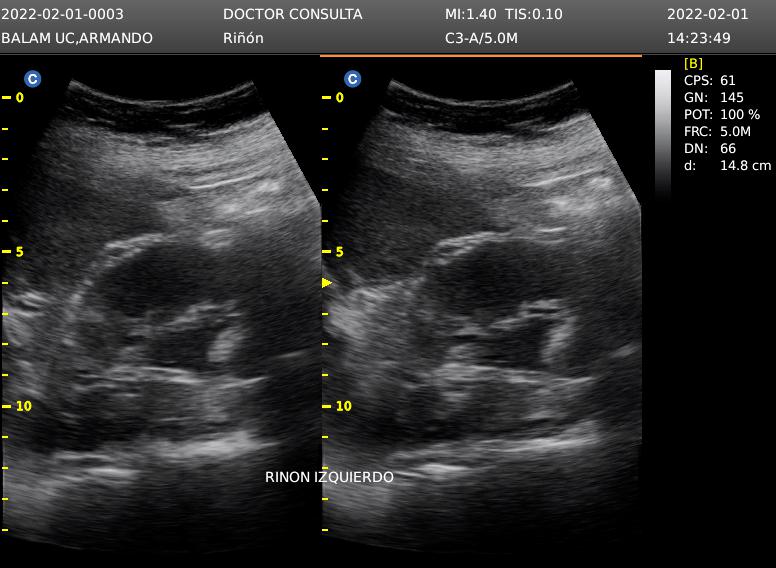 2022-02-01-0003 DOCTOR CONSULTA MI:1.40 TIS:0.10 2022-02-01
BALAM UC,ARMANDO Riñón C3-A/5.0M 14:23:49
[B]
C C
CPS: 61
0 0
GN: 145
POT: 100 %
FRC: 5.0M
DN: 66
d: 14.8 cm
5 5
10 10
RINON IZQUIERDO